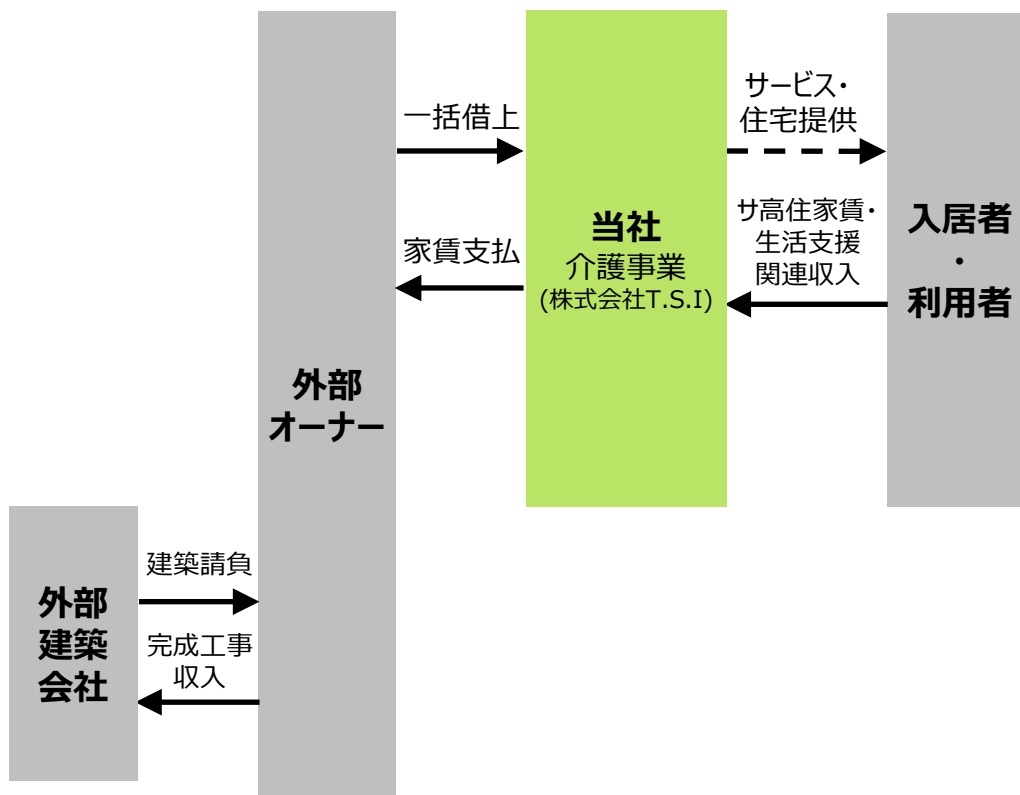 一括借上
家賃支払
外部
オーナー
当社
介護事業
(株式会社T.S.I)
サービス・
住宅提供
サ高住家賃・
生活支援
関連収入
入居者
・
利用者
外部
建築
会社
建築請負
完成工事
収入